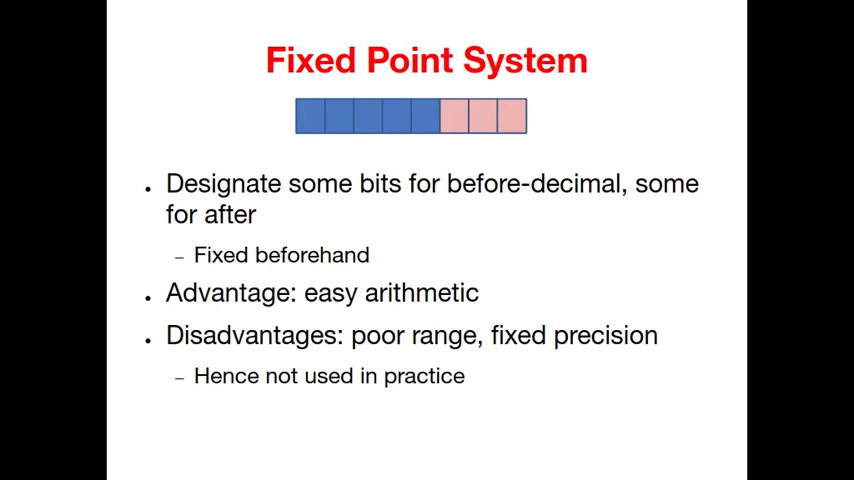 Fixed Point System
• Designate some bits for before-decimal, some
for after
– Fixed beforehand
• Advantage: easy arithmetic
• Disadvantages: poor range, fixed precision
– Hence not used in practice